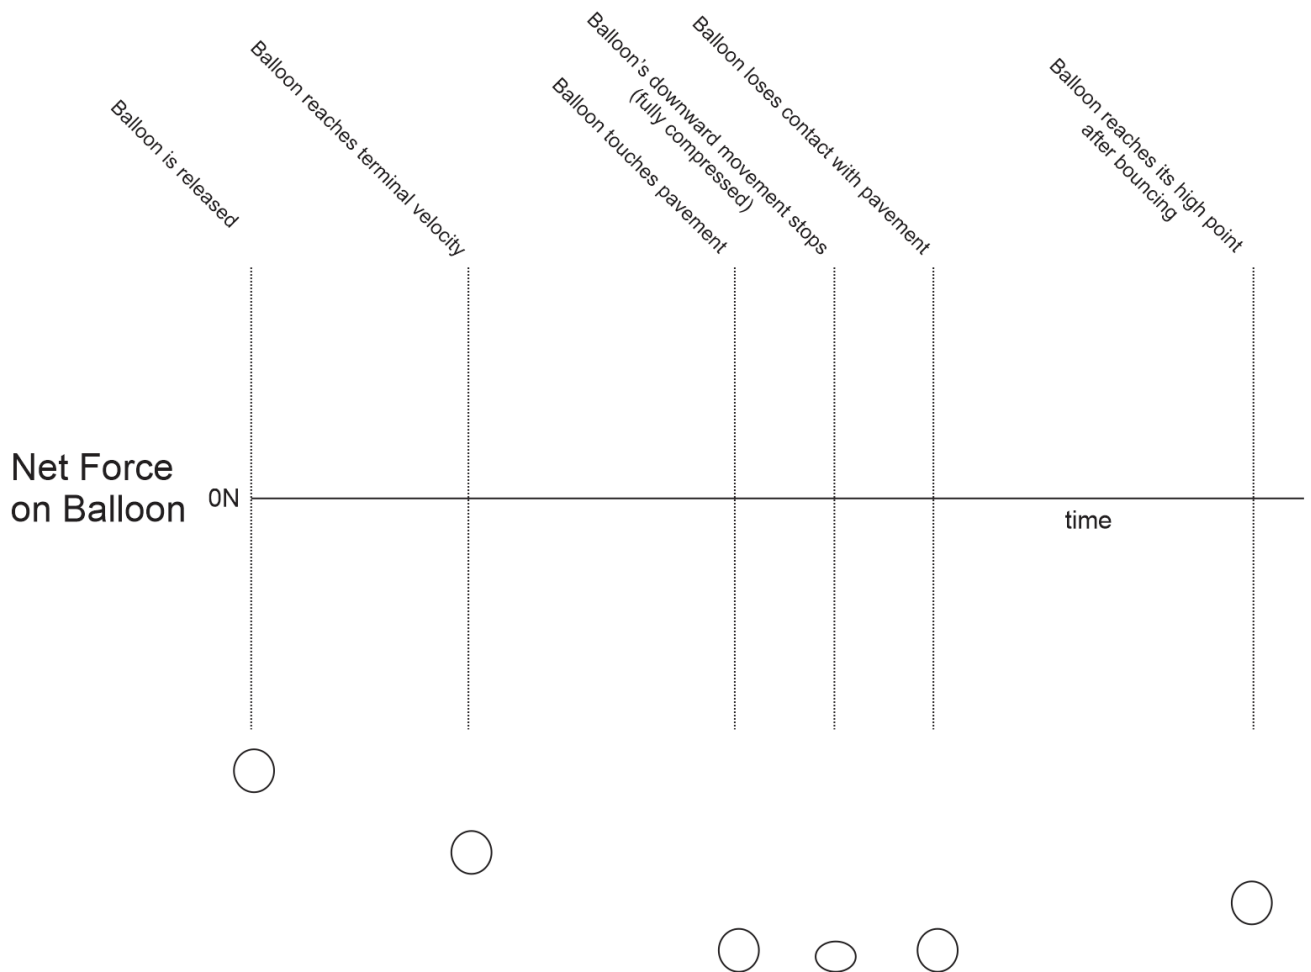 Balloon is released
Balloon reaches terminal velocity
Balloon touches pavement
Balloon's downward movement stops
(fully compressed)
Balloon loses contact with pavement
Balloon reaches its high point
after bouncing
Net Force
on Balloon
0N
time